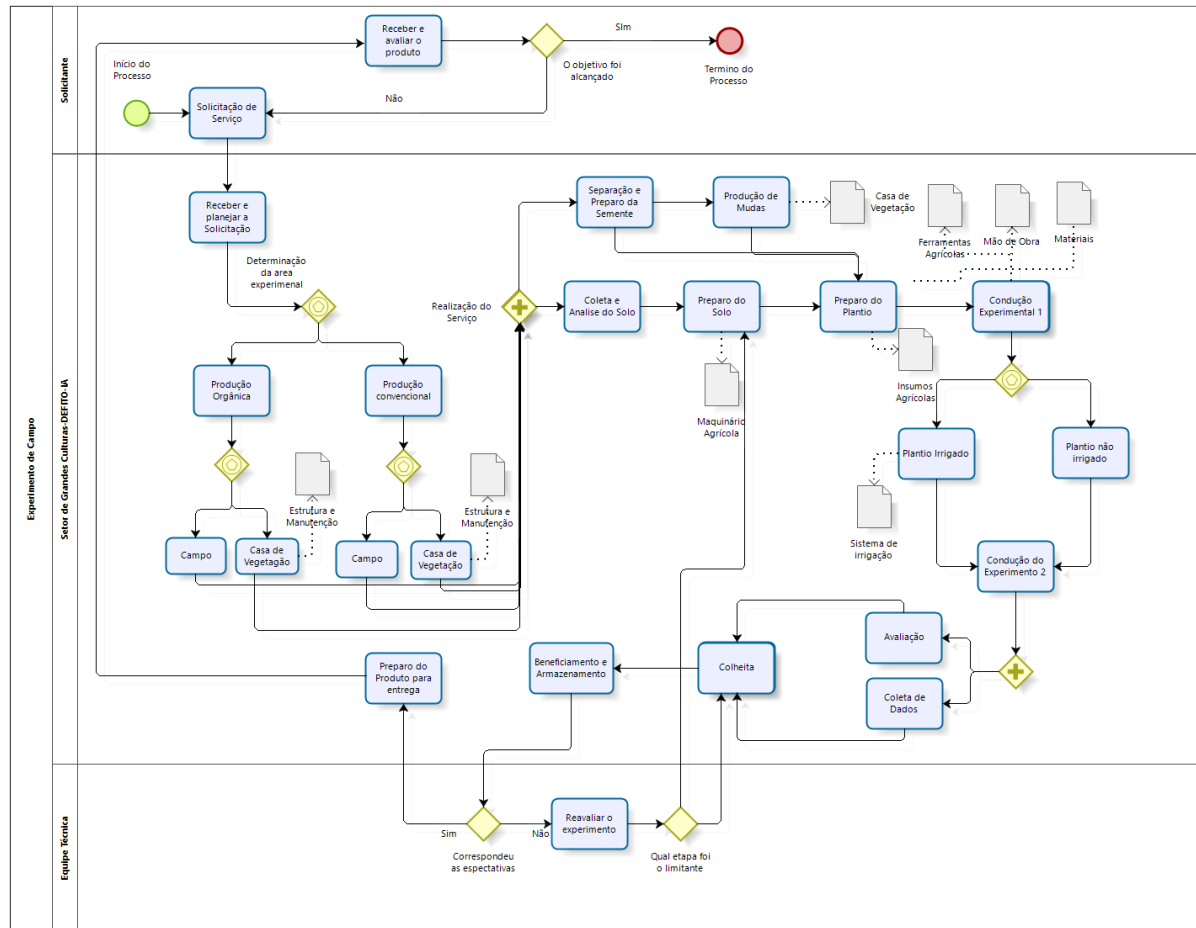 Experimento de Campo
Solicitante
Início do
Processo
Solicitação de
Serviço
Receber e
avaliar o
produto
O objetivo foi
alcançado
SIm
Não
Termino do
Processo
Setor de Grandes Culturas-DEFITO-IA
Receber e
planejar a
Solicitação
Determinação
da area
experimenal
Produção
Orgânica
Produção
convencional
Estrutura e
Manutenção
Estrutura e
Manutenção
Campo
Casa de
Vegetagão
Campo
Casa de
Vegetação
Realização do
Serviço
Separação e
Preparo da
Semente
Produção de
Mudas
Casa de
Vegetação
Ferramentas
Agrícolas
Mão de Obra
Materiais
Coleta e
Analise do Solo
Preparo do
Solo
Preparo do
Plantio
Condução
Experimental 1
Maquinário
Agrícola
Insumos
Agrícolas
Plantio Irrigado
Plantio não
irrigado
Sistema de
irrigação
Condução do
Experimento 2
Avaliação
Coleta de
Dados
Colheita
Beneficiamento e
Armazenamento
Preparo do
Produto para
entrega
Equipe Técnica
Sim
Não
Correspondeu
as espectativas
Reavaliar o
experimento
Qual etapa foi
o limitante